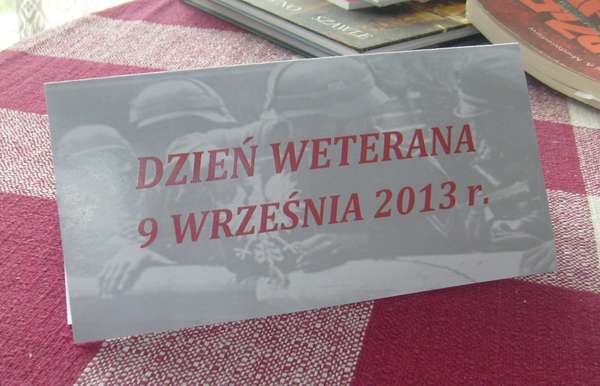 DZIEŃ WETERANA
9 WRZEŚNIA 2013 r.